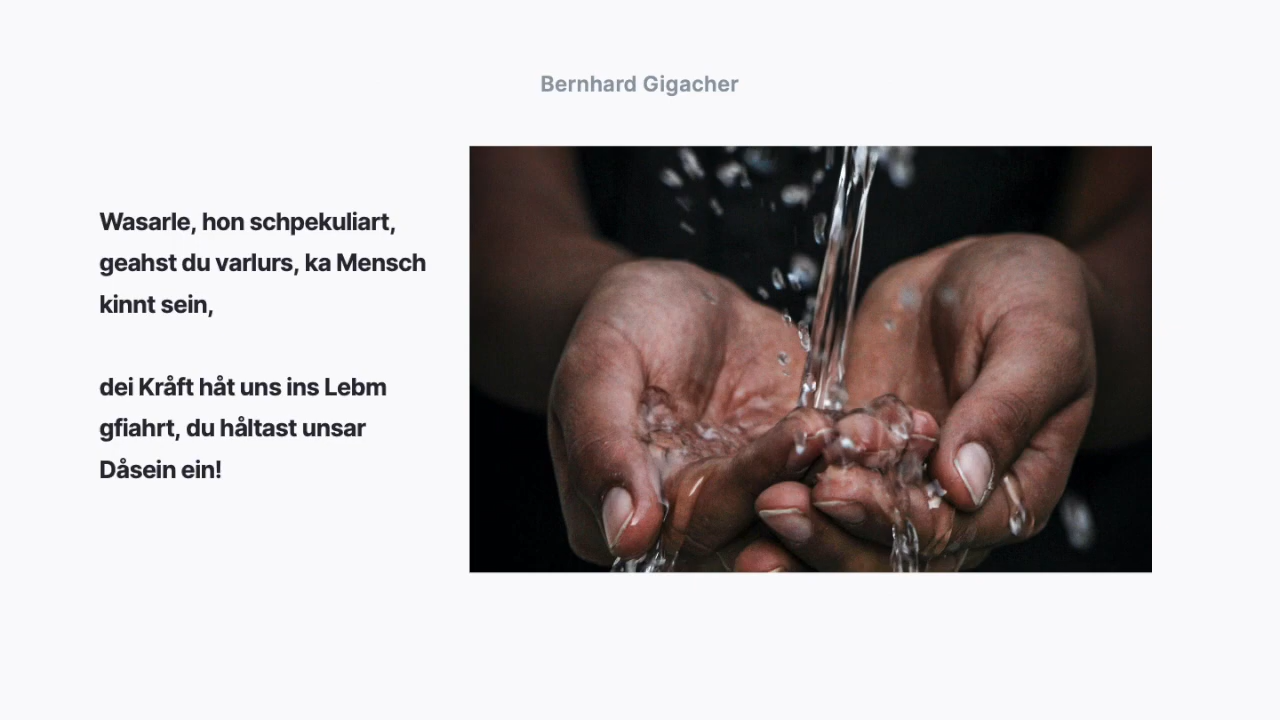 Bernhard Gigacher
Wasarle, hon schpekuliart,
geahst du varlurs, ka Mensch
kinnt sein,
dei Kråft håt uns ins Lebm
gfiahrt, du håltast unsar
Dåsein ein!